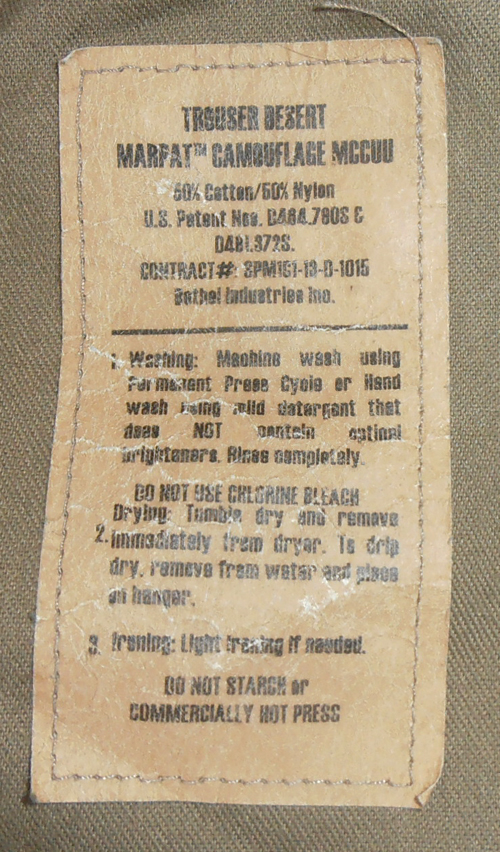 TROUSER DESERT
MARPAT™ CAMOUFLAGE MCCUU
50% Cotton/50% Nylon
U.S. Patent Nos. D484.780S &
D491.372S.
CONTRACT#: SPM1S1-13-D-1015
Bethel Industries Inc.
1. Washing: Machine wash using
Permanent Press Cycle or Hand
wash using mild detergent that
does NOT contain optical
brighteners. Rinse completely.
DO NOT USE CHLORINE BLEACH
Drying: Tumble dry and remove
2. immediately from dryer. To drip
dry, remove from water and place
on hanger.
3. Ironing: Light ironing if needed.
DO NOT STARCH or
COMMERCIALLY HOT PRESS